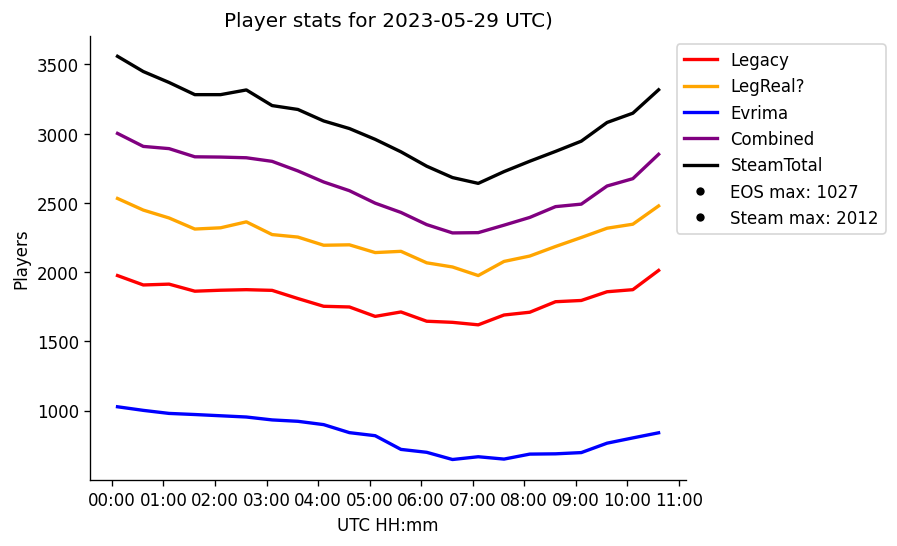 Player stats for 2023-05-29 UTC)
Legacy
LegReal?
Evrima
Combined
SteamTotal
EOS max: 1027
Steam max: 2012
Players
3500
3000
2500
2000
1500
1000
00:00 01:00 02:00 03:00 04:00 05:00 06:00 07:00 08:00 09:00 10:00 11:00
UTC HH:mm